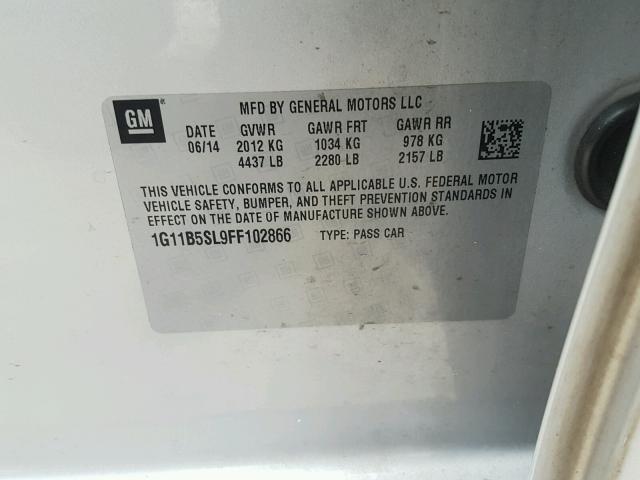 GM
MFD BY GENERAL MOTORS LLC
DATE GVWR GAWR FRT GAWR RR
06/14 2012 KG 1034 KG 978 KG
4437 LB 2280 LB 2157 LB
THIS VEHICLE CONFORMS TO ALL APPLICABLE U.S. FEDERAL MOTOR
VEHICLE SAFETY, BUMPER, AND THEFT PREVENTION STANDARDS IN
EFFECT ON THE DATE OF MANUFACTURE SHOWN ABOVE.
1G11B5SL9FF102866 TYPE: PASS CAR